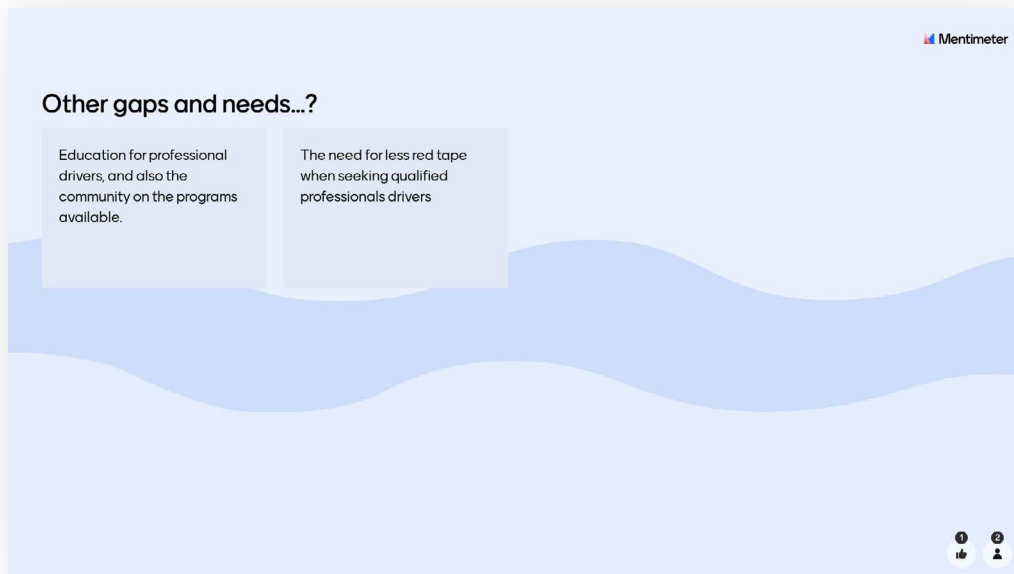 Mentimeter
Other gaps and needs...?
Education for professional
drivers, and also the
community on the programs
available.
The need for less red tape
when seeking qualified
professionals drivers
1
2